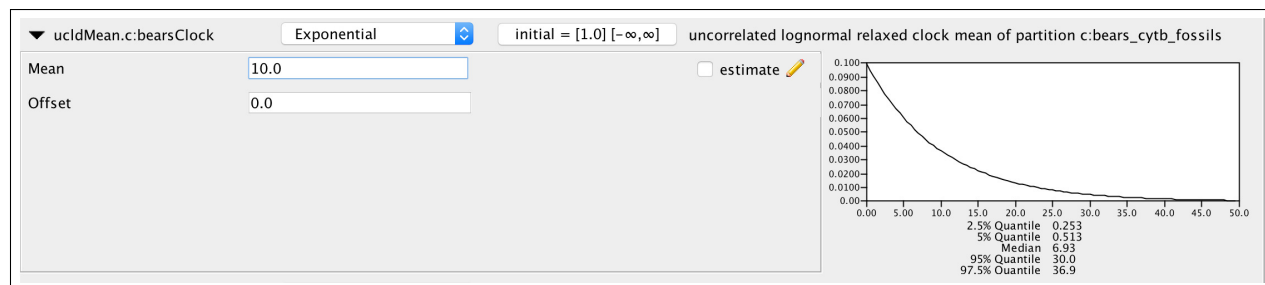 ucldMean.c:bearsClock Exponential initial = [1.0] [-∞,∞] uncorrelated lognormal relaxed clock mean of partition c:bears_cytb_fossils
Mean 10.0 estimate
Offset 0.0
0.100
0.0900
0.0800
0.0700
0.0600
0.0500
0.0400
0.0300
0.0200
0.0100
0.00
0.00 5.00 10.0 15.0 20.0 25.0 30.0 35.0 40.0 45.0 50.0
2.5% Quantile 0.253
5% Quantile 0.513
Median 6.93
95% Quantile 30.0
97.5% Quantile 36.9